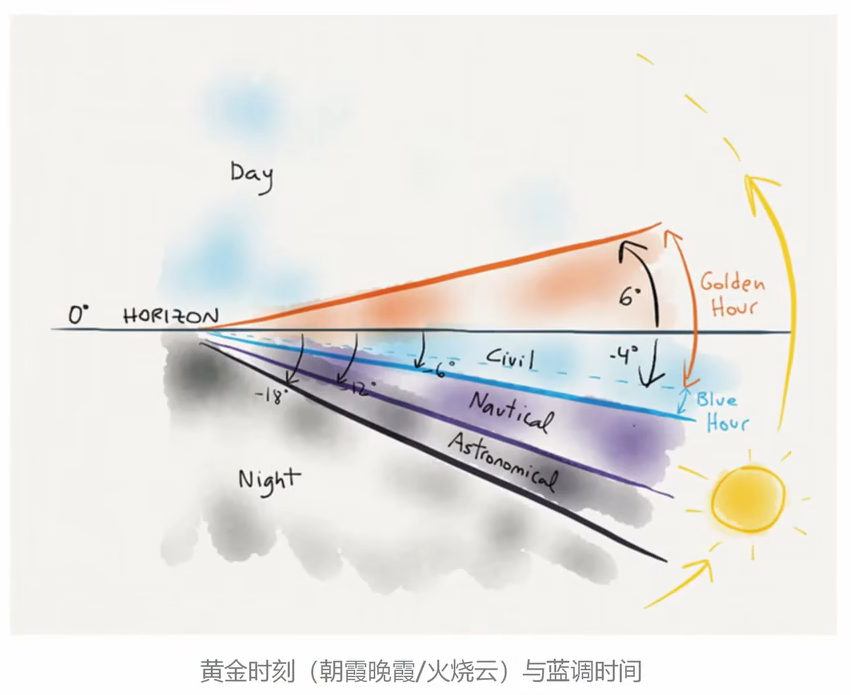 Day
Golden
Hour
6°
0° HORIZON
Civil
-4°
-6°
-12°
-18°
Blue
Hour
Nautical
Astronomical
Night
黄金时刻（朝霞晚霞/火烧云）与蓝调时间